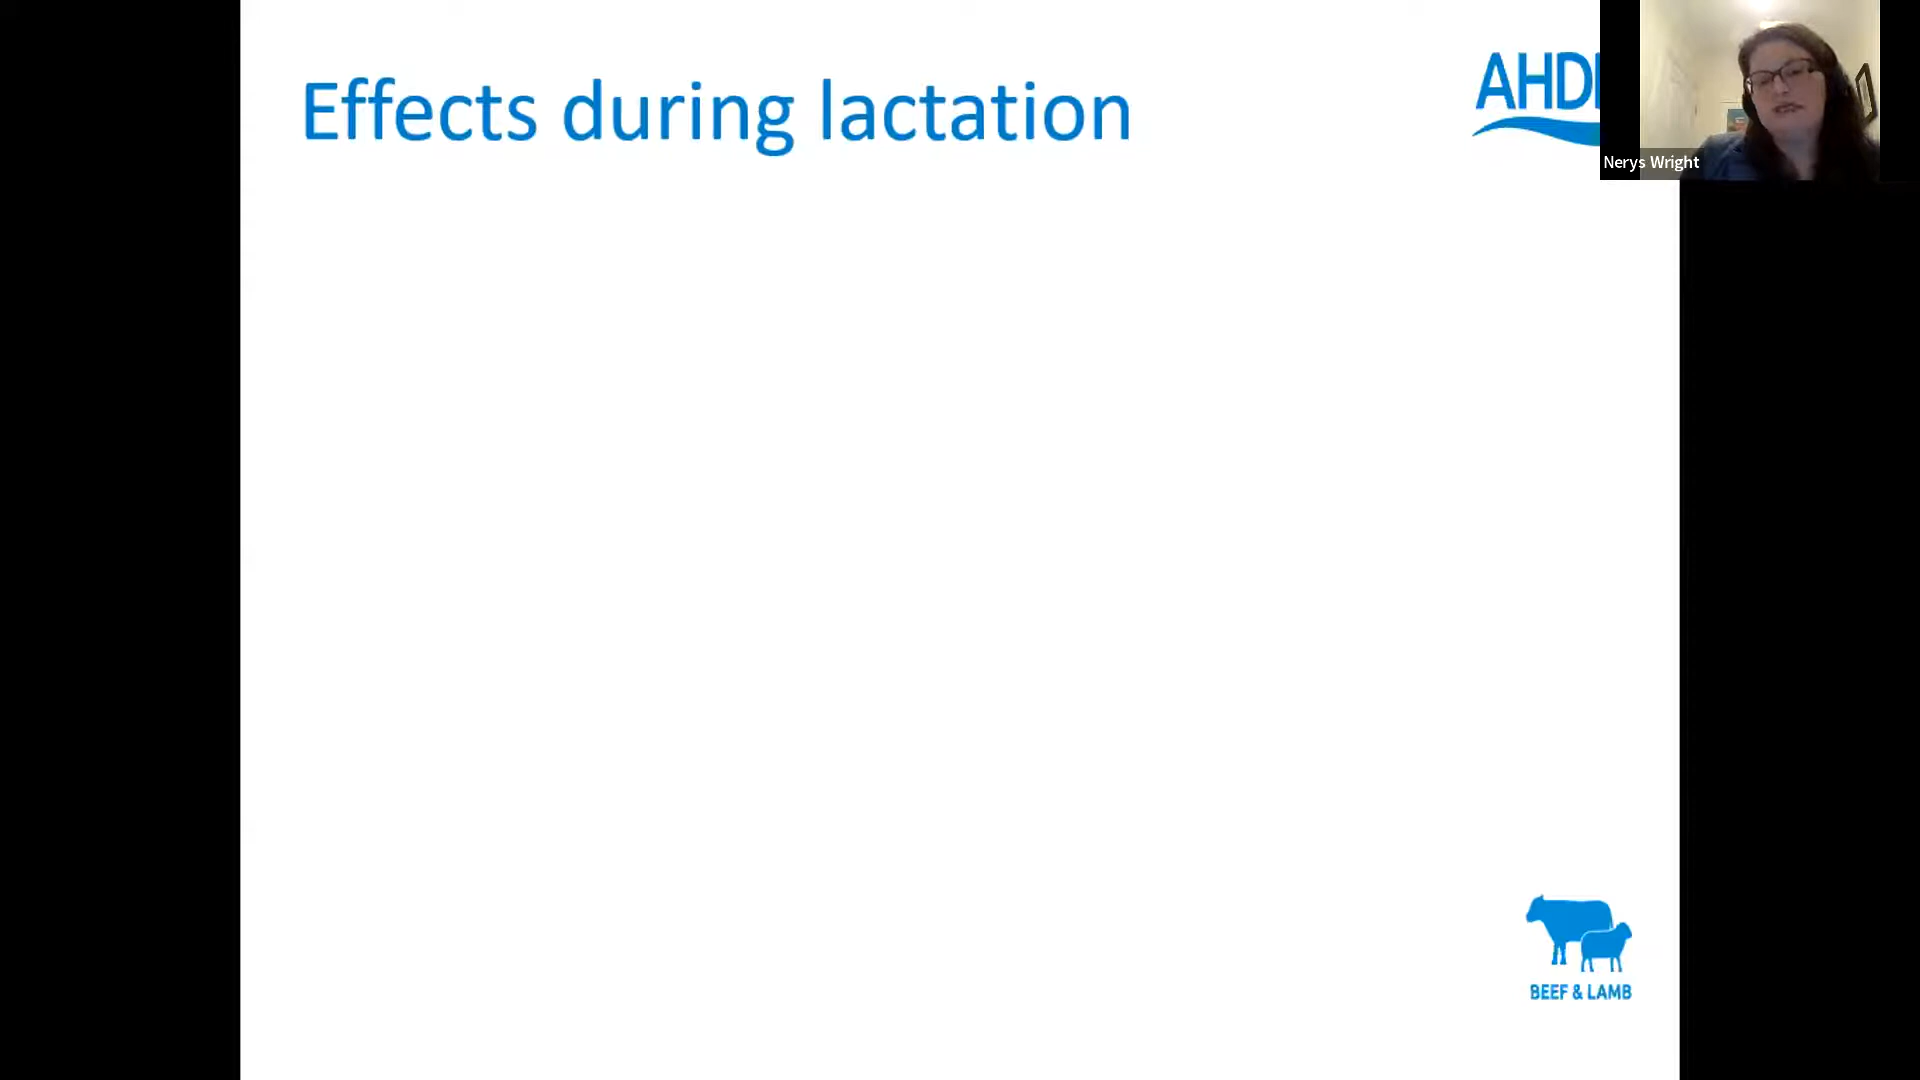 Effects during lactation
AHD
Nerys Wright
BEEF & LAMB